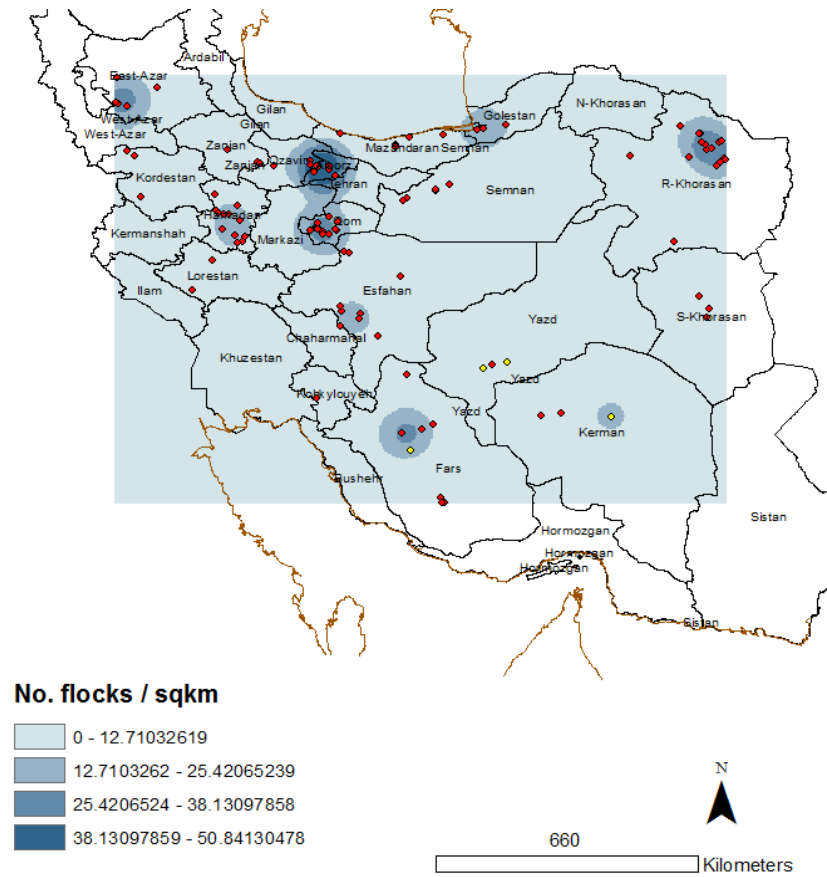 Ardabil
East-Azar
N-Khorasan
Gilan
Golestan
Gilan
West-Azar
West-Azar
Zanjan
Mazandaran
Semnan
Zanjan
Qazvin
Alborz
Tehran
Kordestan
R-Khorasan
Semnan
Hamadan
Qom
Kermanshah
Markazi
Lorestan
Ilam
Esfahan
S-Khorasan
Yazd
Chaharmahal
Khuzestan
Yazd
Kohkylouyeh
Yazd
Kerman
Fars
Bushehr
Sistan
Hormozgan
Hormozgan
Hormozgan
Sistan
No. flocks / sqkm
0 - 12.71032619
12.7103262 - 25.42065239
25.4206524 - 38.13097858
38.13097859 - 50.84130478
N
660
Kilometers